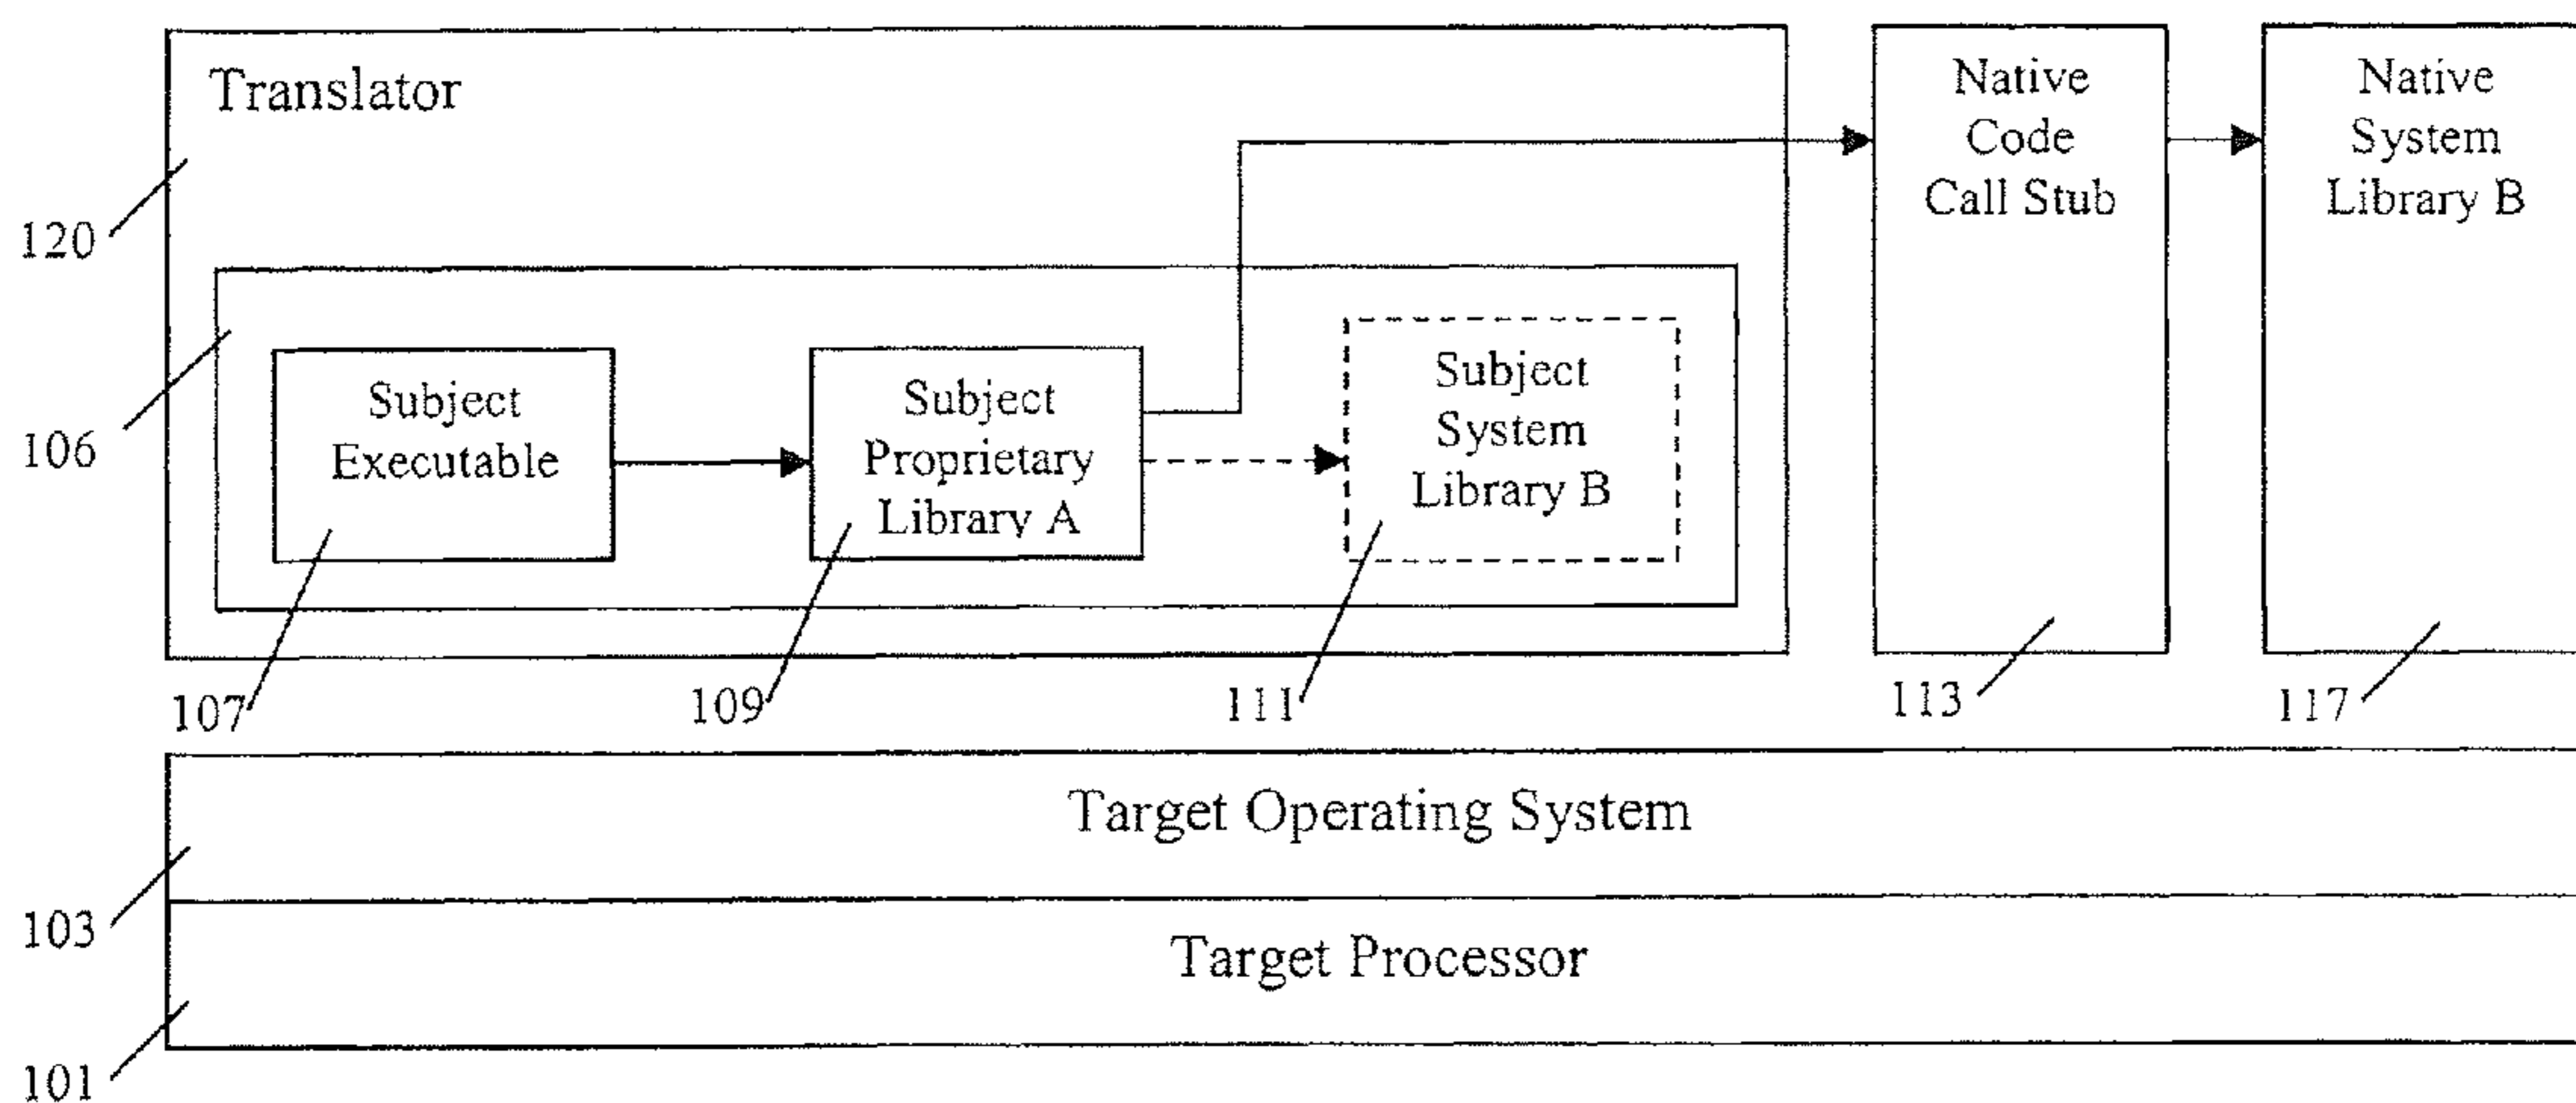 Translator
Native
Code
Call Stub
Native
System
Library B
120
Subject
Executable
Subject
Proprietary
Library A
Subject
System
Library B
106
107
109
111
113
117
Target Operating System
103
Target Processor
101